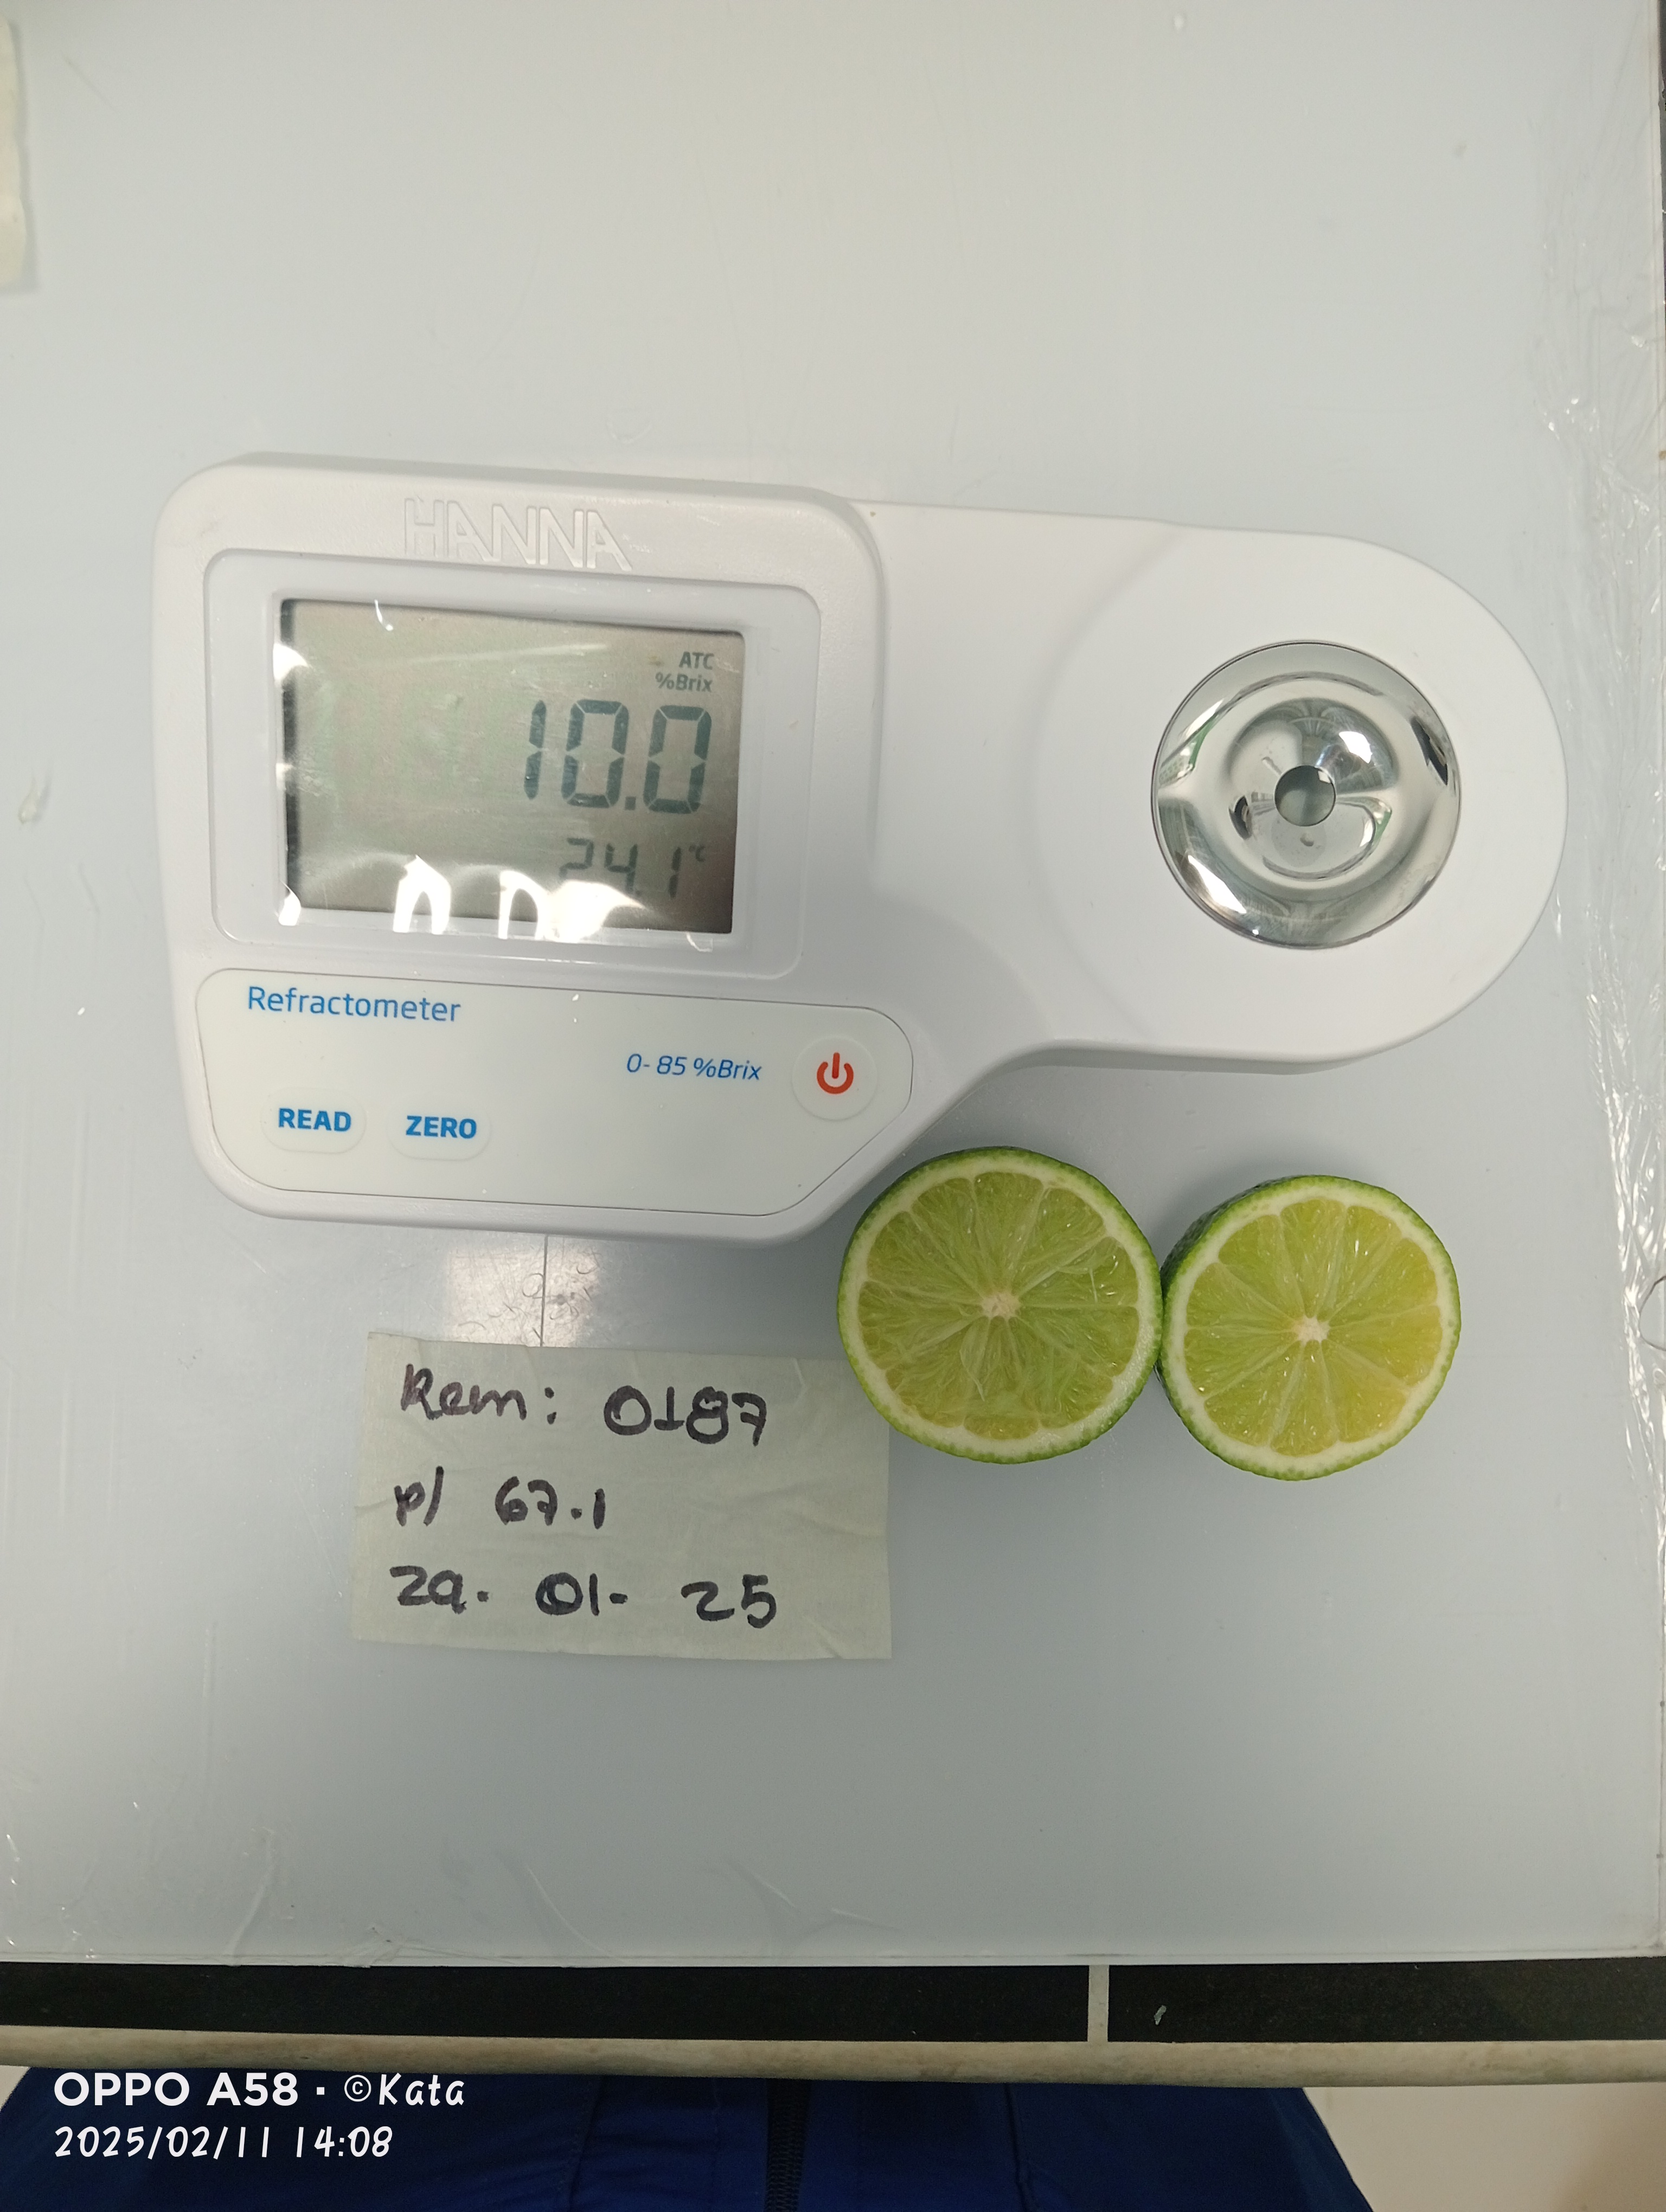 HANNA
ATC
%Brix
10.0
24.1°C
Refractometer
0-85 %Brix
READ
ZERO
Rem: 0187
p/ 67.1
29. 01- 25
OPPO A58 · ©Kata
2025/02/11 14:08